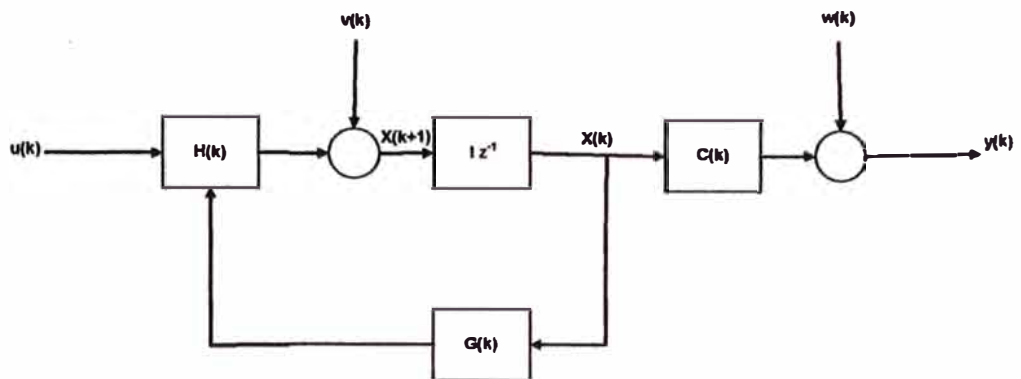 v(k)
w(k)
u(k)
H(k)
X(k+1)
I z⁻¹
X(k)
C(k)
y(k)
G(k)